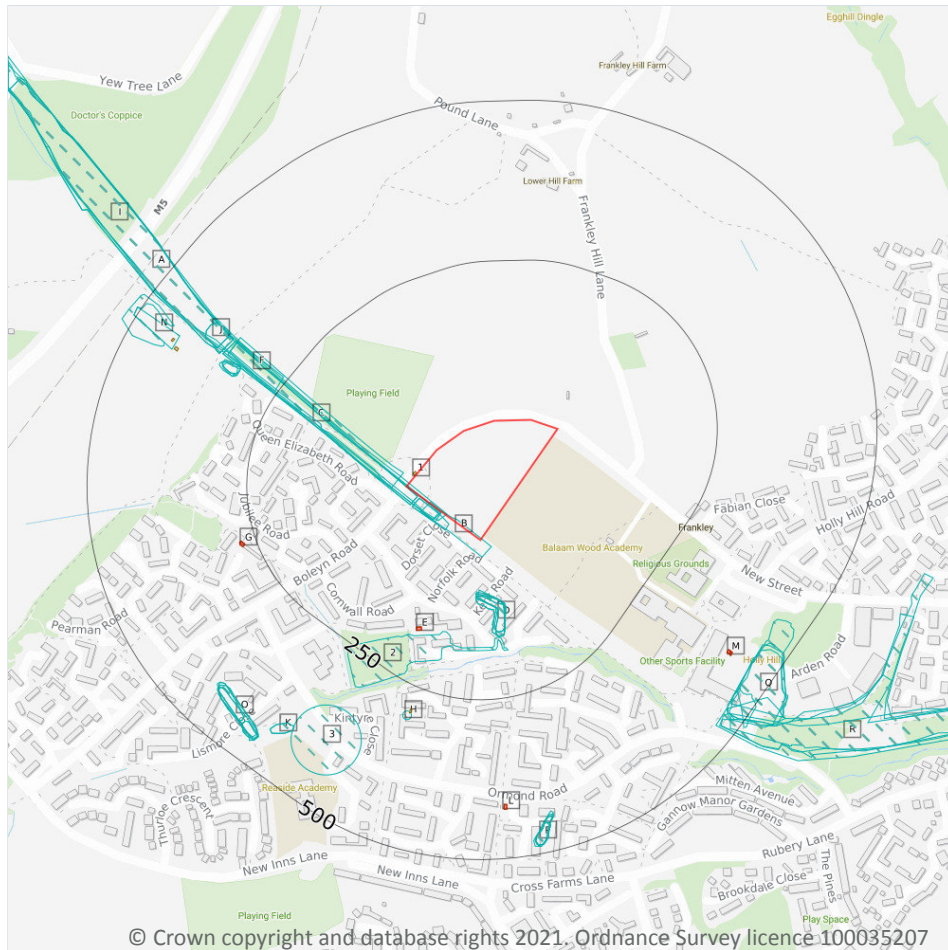 Egghill Dingle
Frankley Hill Farm
Yew Tree Lane
Doctor's Coppice
Pound Lane
Lower Hill Farm
I
M5
Frankley Hill Lane
A
N
J
F
Playing Field
C
Queen Elizabeth Road
1
Fabian Close
Holly Hill Road
B
Frankley
G
Jubilee Road
Dorset Close
Balaam Wood Academy
Boleyn Road
Norfolk Road
Religious Grounds
New Street
Cornwall Road
Pearman Road
E
2
250
M
Other Sports Facility
Holly Hill
Arden Road
Q
O
H
K
3
Close
R
Lismore
Reaside Academy
Mitten Avenue
Thurloe Crescent
Ormond Road
Gannow Manor Gardens
500
New Inns Lane
New Inns Lane
Cross Farms Lane
Rubery Lane
Brookdale Close
The Pines
Playing Field
Play Space
© Crown copyright and database rights 2021. Ordnance Survey licence 100035207